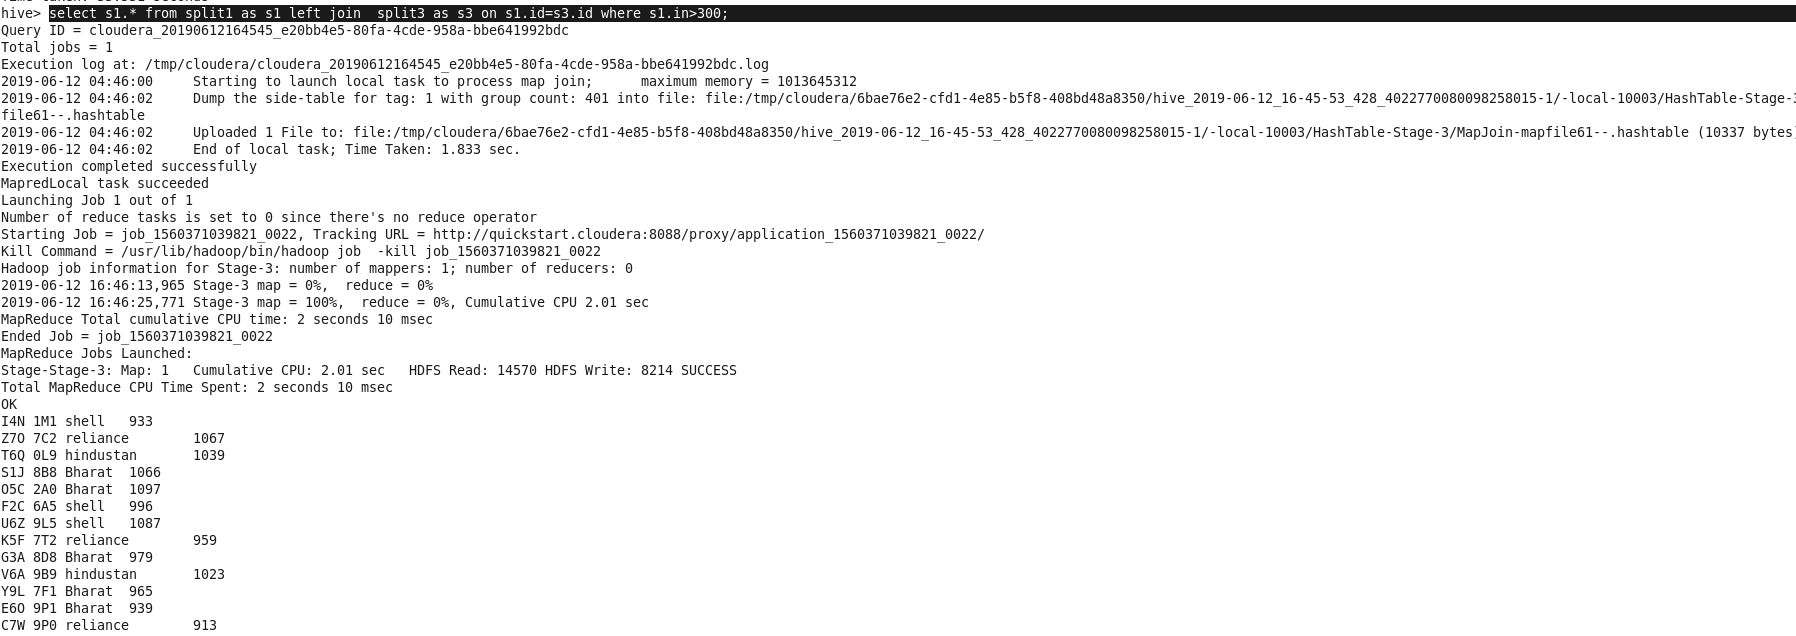 hive> select s1.* from split1 as s1 left join  split3 as s3 on s1.id=s3.id where s1.in>300;
Query ID = cloudera_20190612164545_e20bb4e5-80fa-4cde-958a-bbe641992bdc
Total jobs = 1
Execution log at: /tmp/cloudera/cloudera_20190612164545_e20bb4e5-80fa-4cde-958a-bbe641992bdc.log
2019-06-12 04:46:00     Starting to launch local task to process map join;      maximum memory = 1013645312
2019-06-12 04:46:02     Dump the side-table for tag: 1 with group count: 401 into file: file:/tmp/cloudera/6bae76e2-cfd1-4e85-b5f8-408bd48a8350/hive_2019-06-12_16-45-53_428_4022770080098258015-1/-local-10003/HashTable-Stage-3
file61--.hashtable
2019-06-12 04:46:02     Uploaded 1 File to: file:/tmp/cloudera/6bae76e2-cfd1-4e85-b5f8-408bd48a8350/hive_2019-06-12_16-45-53_428_4022770080098258015-1/-local-10003/HashTable-Stage-3/MapJoin-mapfile61--.hashtable (10337 bytes)
2019-06-12 04:46:02     End of local task; Time Taken: 1.833 sec.
Execution completed successfully
MapredLocal task succeeded
Launching Job 1 out of 1
Number of reduce tasks is set to 0 since there's no reduce operator
Starting Job = job_1560371039821_0022, Tracking URL = http://quickstart.cloudera:8088/proxy/application_1560371039821_0022/
Kill Command = /usr/lib/hadoop/bin/hadoop job  -kill job_1560371039821_0022
Hadoop job information for Stage-3: number of mappers: 1; number of reducers: 0
2019-06-12 16:46:13,965 Stage-3 map = 0%,  reduce = 0%
2019-06-12 16:46:25,771 Stage-3 map = 100%,  reduce = 0%, Cumulative CPU 2.01 sec
MapReduce Total cumulative CPU time: 2 seconds 10 msec
Ended Job = job_1560371039821_0022
MapReduce Jobs Launched:
Stage-Stage-3: Map: 1   Cumulative CPU: 2.01 sec   HDFS Read: 14570 HDFS Write: 8214 SUCCESS
Total MapReduce CPU Time Spent: 2 seconds 10 msec
OK
I4N 1M1 shell   933
Z7O 7C2 reliance        1067
T6Q 0L9 hindustan       1039
S1J 8B8 Bharat  1066
O5C 2A0 Bharat  1097
F2C 6A5 shell   996
U6Z 9L5 shell   1087
K5F 7T2 reliance        959
G3A 8D8 Bharat  979
V6A 9B9 hindustan       1023
Y9L 7F1 Bharat  965
E6O 9P1 Bharat  939
C7W 9P0 reliance        913